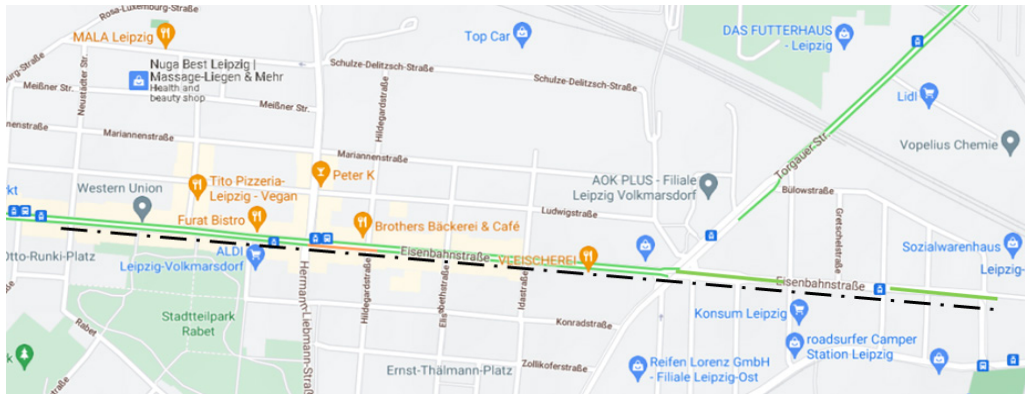 Rosa-Luxemburg-Straße
MALA Leipzig
Top Car
DAS FUTTERHAUS
- Leipzig
Nuga Best Leipzig |
Massage-Liegen & Mehr
Health and
beauty shop
Schulze-Delitzsch-Straße
Schulze-Delitzsch-Straße
Neustädter Str.
Meißner Str.
Meißner Str.
Hildegardstraße
Lidl
Mariannenstraße
Mariannenstraße
Vopelius Chemie
Torgauer Str.
Peter K
Western Union
Tito Pizzeria-
Leipzig - Vegan
AOK PLUS - Filiale
Leipzig Volkmarsdorf
Bülowstraße
Ludwigstraße
Furat Bistro
Brothers Bäckerei & Café
Gretschelstraße
Sozialwarenhaus
Leipzig-
Otto-Runki-Platz
ALDI
Leipzig-Volkmarsdorf
Eisenbahnstraße
VLEISCHEREI
Eisenbahnstraße
Hermann-Liebmann-Straß
Hildegardstraße
Elisabethstraße
Idastraße
Stadtteilpark
Rabet
Rabet
Konradstraße
Konsum Leipzig
roadsurfer Camper
Station Leipzig
Ernst-Thälmann-Platz
Zollikoferstraße
Reifen Lorenz GmbH
- Filiale Leipzig-Ost